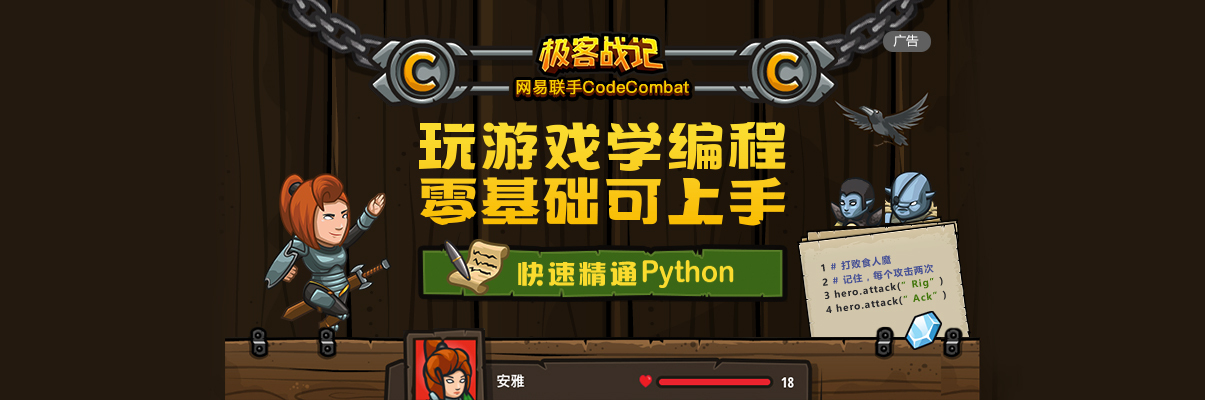 极客战记
广告
C
C
网易联手CodeCombat
玩游戏学编程
零基础可上手
快速精通Python
1 # 打败食人魔
2 # 记住，每个攻击两次
3 hero.attack(“Rig”)
4 hero.attack(“Ack”)
安雅
18